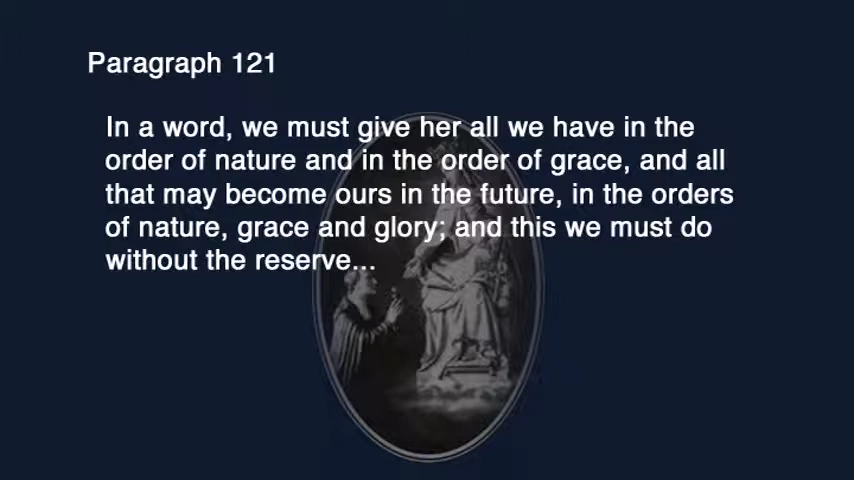 Paragraph 121
In a word, we must give her all we have in the
order of nature and in the order of grace, and all
that may become ours in the future, in the orders
of nature, grace and glory; and this we must do
without the reserve...